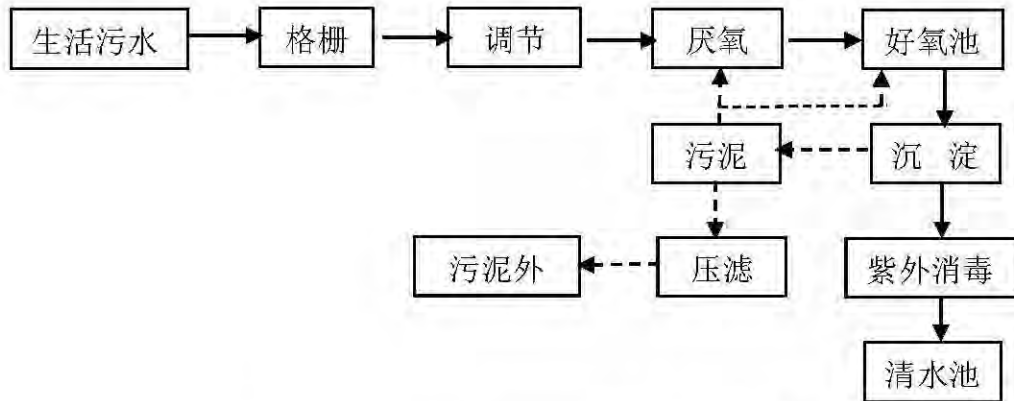 生活污水
格栅
调节
厌氧
好氧池
污泥
沉 淀
污泥外
压滤
紫外消毒
清水池